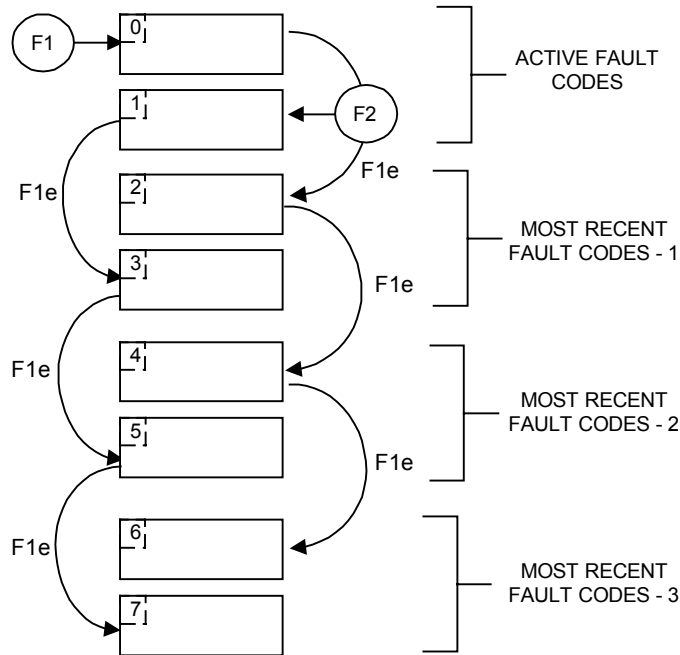 F1
0
ACTIVE FAULT
CODES
1
F2
F1e
F1e
2
MOST RECENT
FAULT CODES - 1
3
F1e
F1e
4
MOST RECENT
FAULT CODES - 2
5
F1e
F1e
6
MOST RECENT
FAULT CODES - 3
7